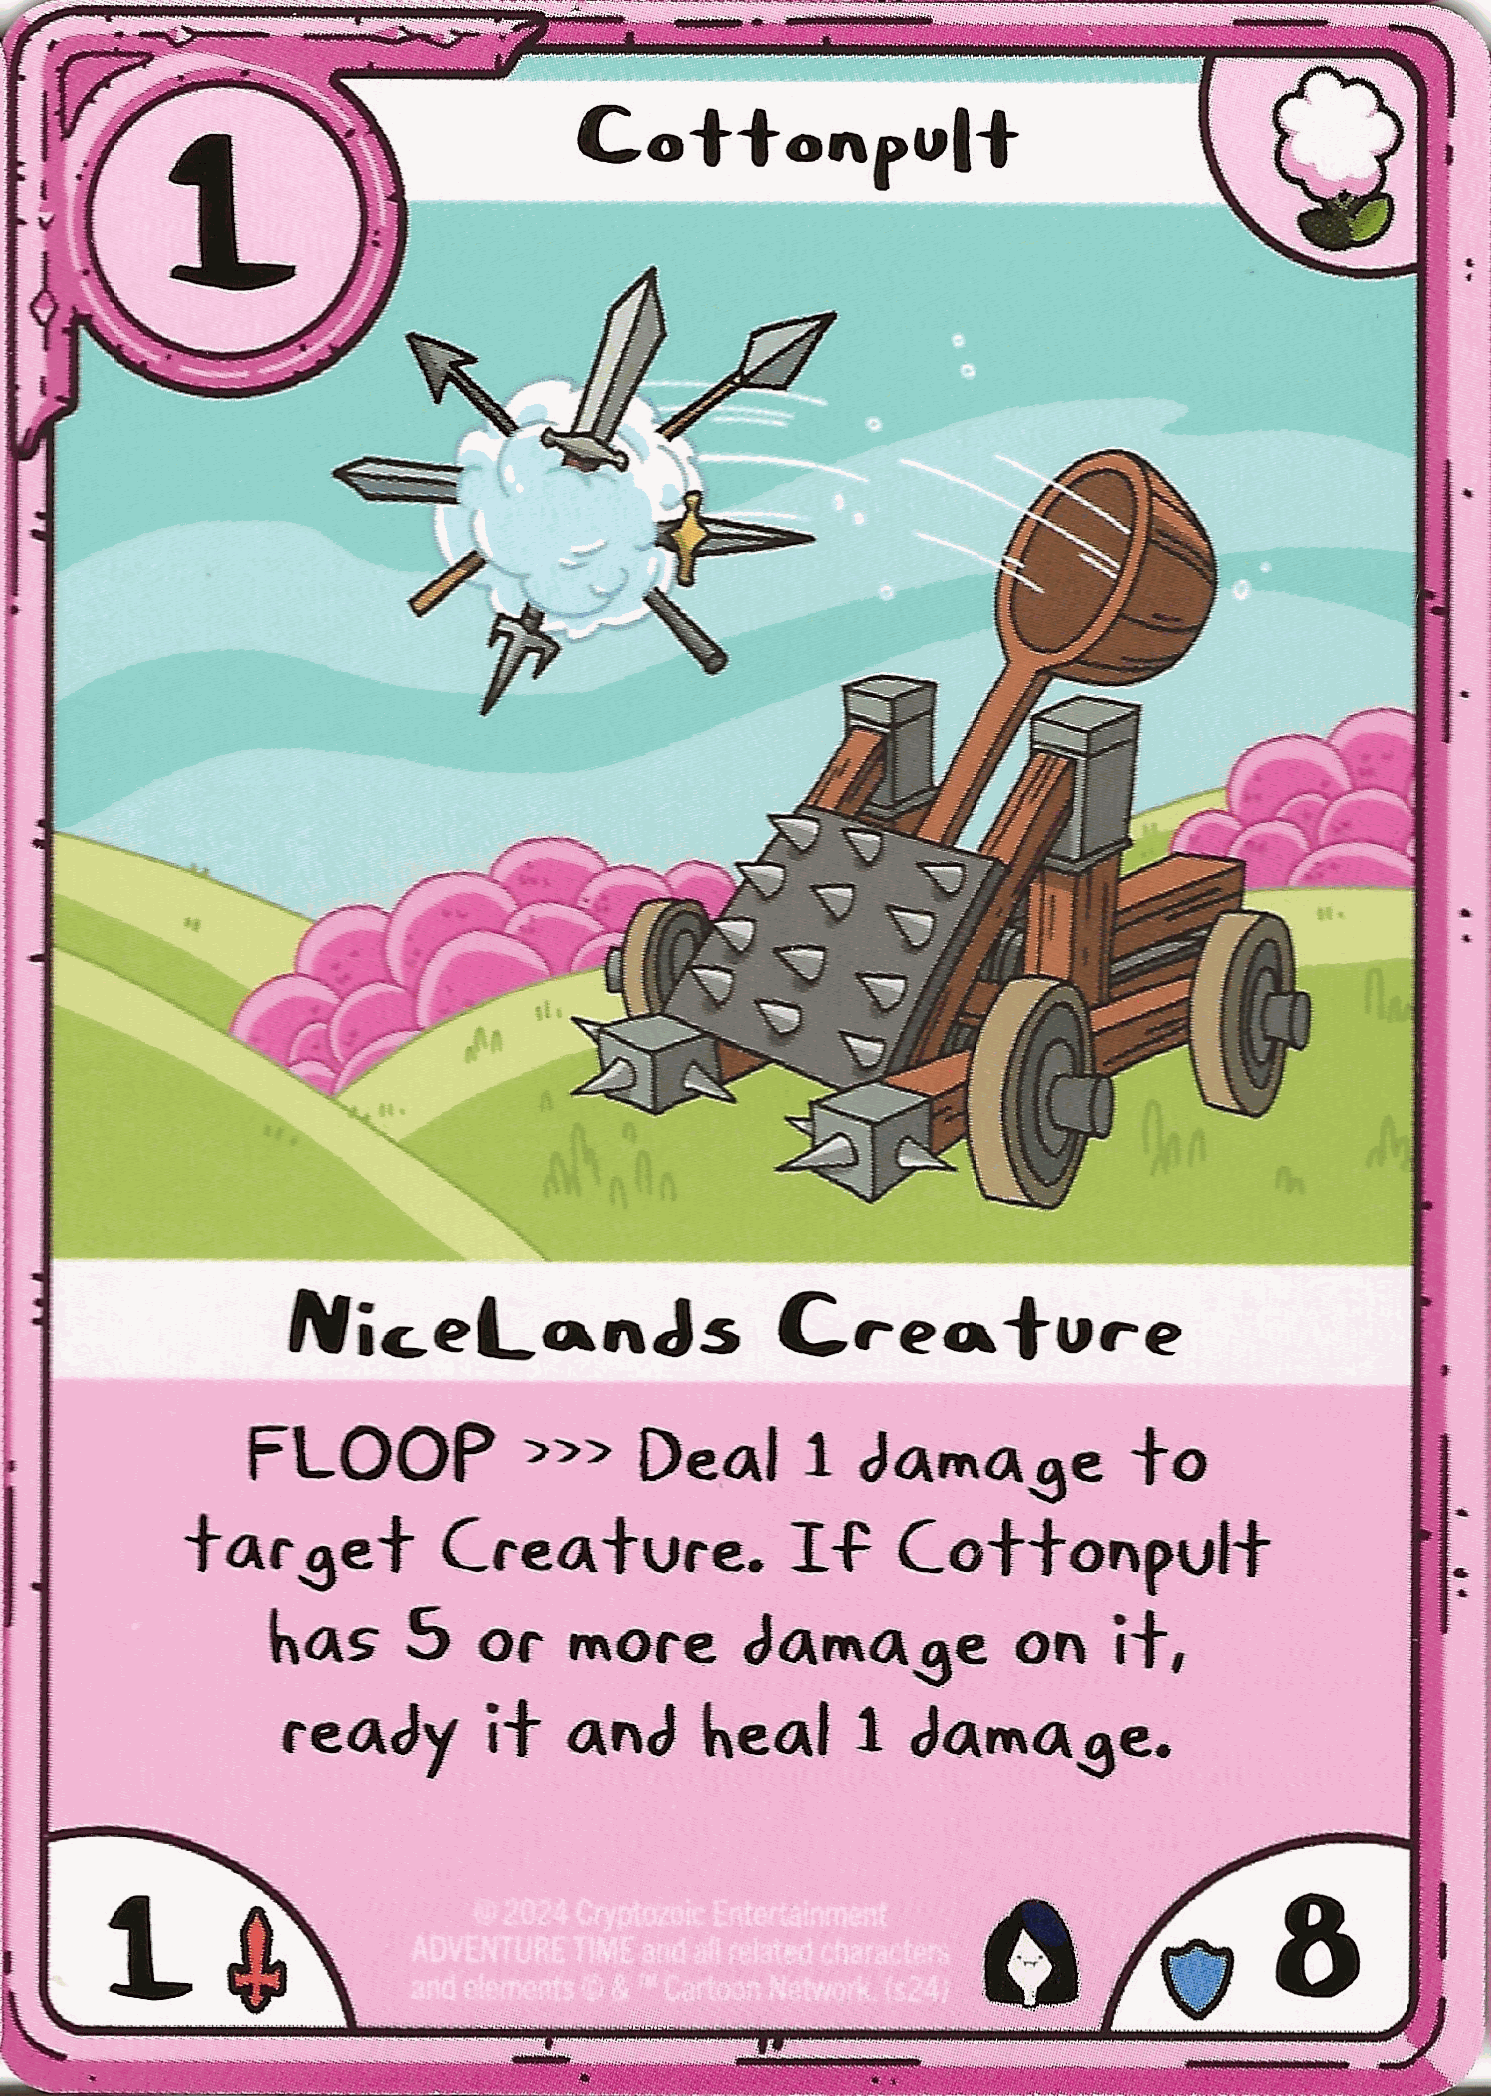 1
Cottonpult
NiceLands Creature
FLOOP >>> Deal 1 damage to
target Creature. If Cottonpult
has 5 or more damage on it,
ready it and heal 1 damage.
1
© 2024 Cryptozoic Entertainment
ADVENTURE TIME and all related characters
and elements © & ™ Cartoon Network. (s24)
8